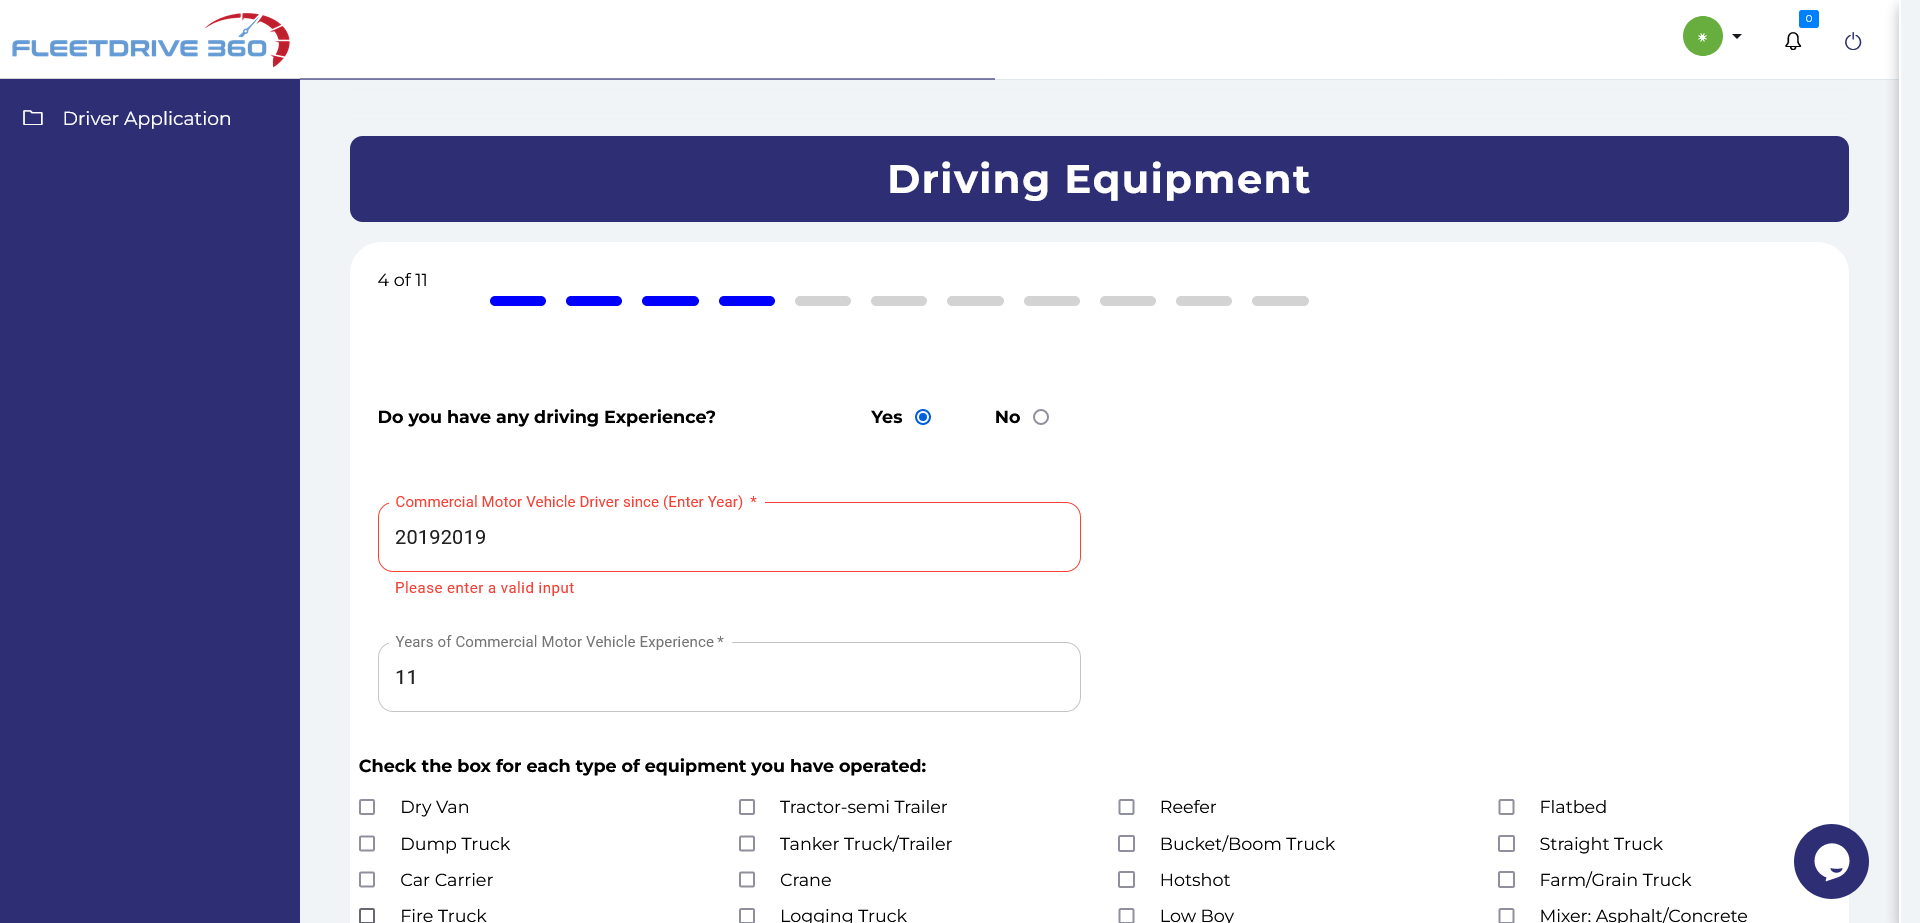 FLEETDRIVE 360
0
Driver Application
Driving Equipment
4 of 11
Do you have any driving Experience? Yes No
Commercial Motor Vehicle Driver since (Enter Year) *
20192019
Please enter a valid input
Years of Commercial Motor Vehicle Experience *
11
Check the box for each type of equipment you have operated:
Dry Van Tractor-semi Trailer Reefer Flatbed
Dump Truck Tanker Truck/Trailer Bucket/Boom Truck Straight Truck
Car Carrier Crane Hotshot Farm/Grain Truck
Fire Truck Logging Truck Low Boy Mixer: Asphalt/Concrete